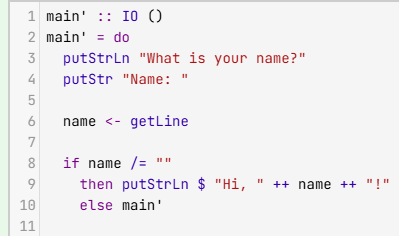 1 main' :: IO ()
2 main' = do
3   putStrLn "What is your name?"
4   putStr "Name: "
5
6   name <- getLine
7
8   if name /= ""
9     then putStrLn $ "Hi, " ++ name ++ "!"
10     else main'
11